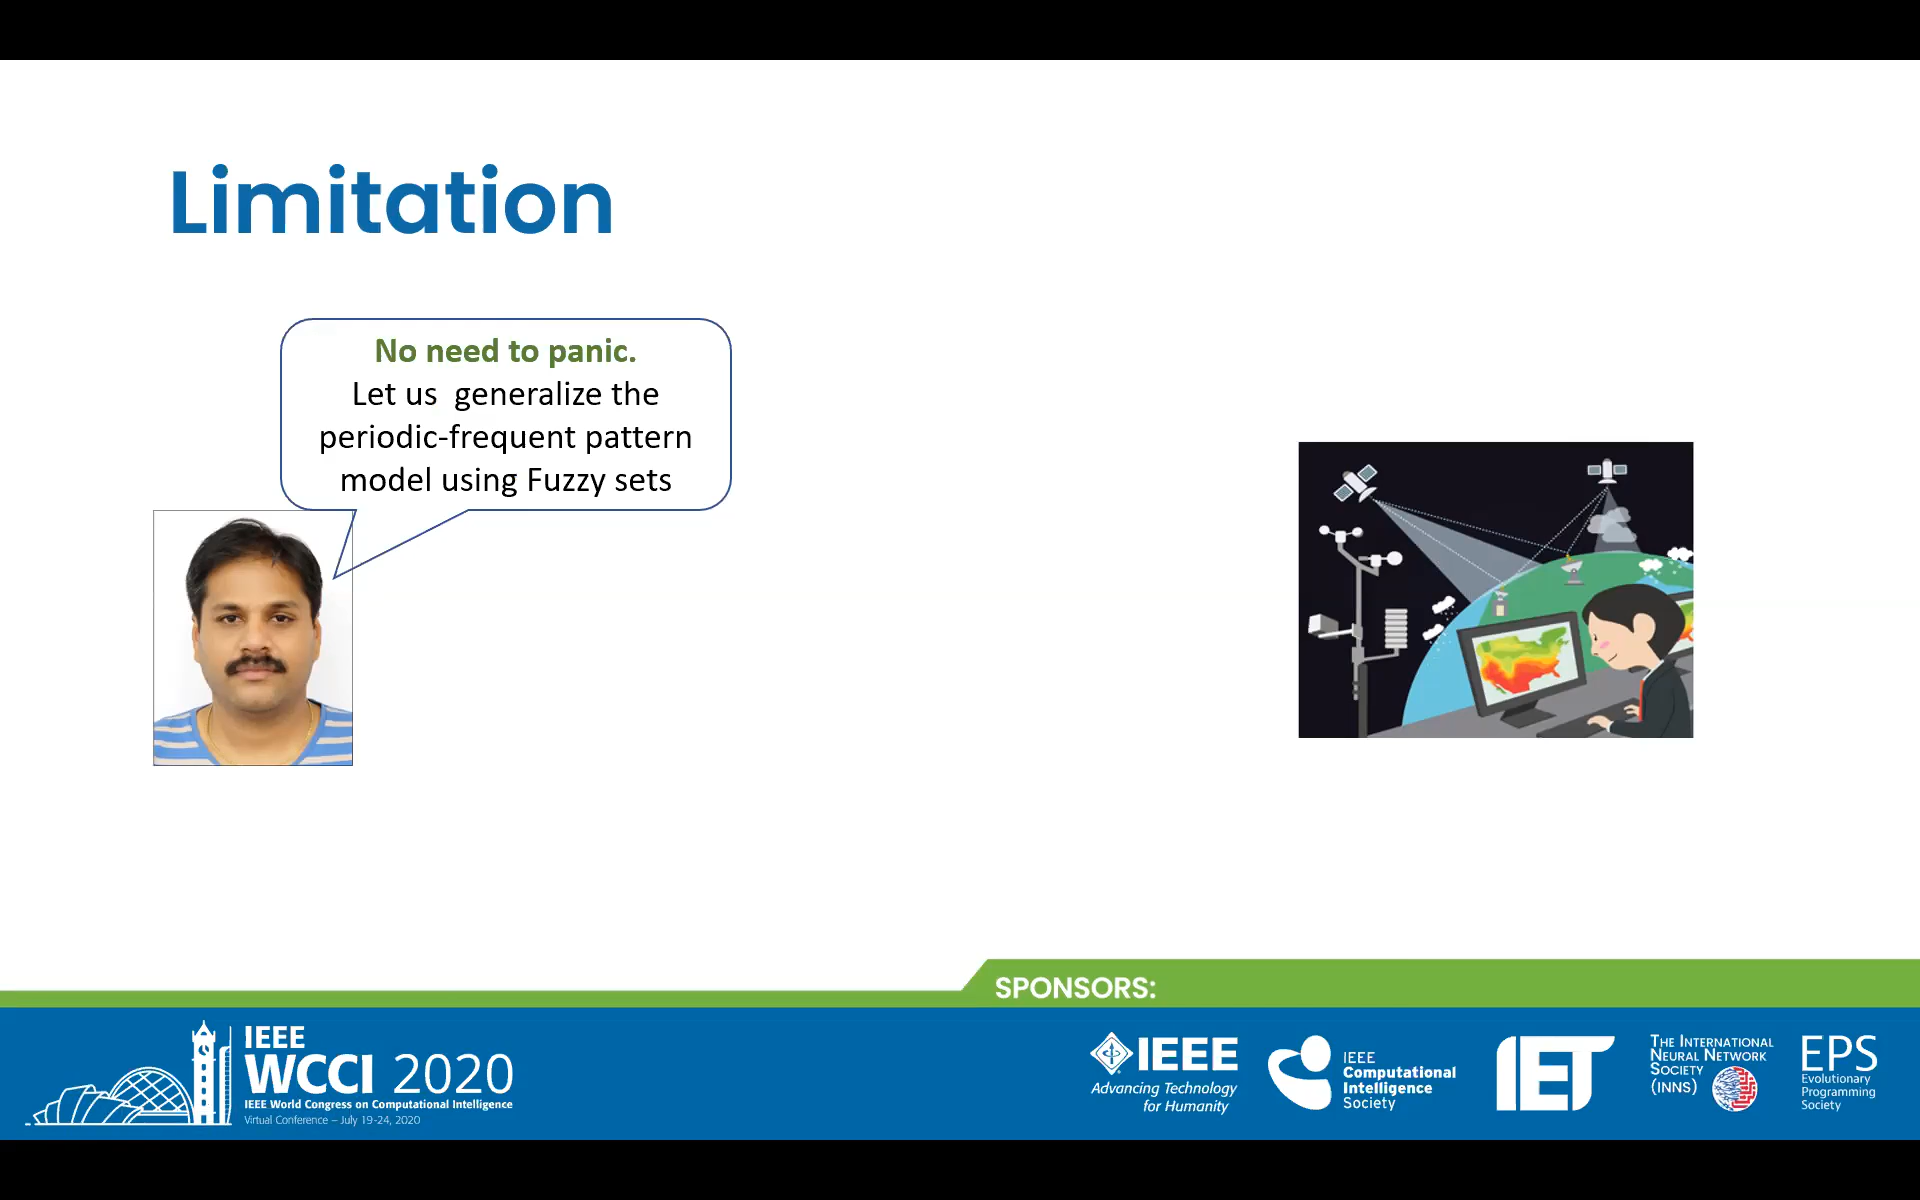 Limitation
No need to panic.
Let us generalize the
periodic-frequent pattern
model using Fuzzy sets
SPONSORS:
IEEE
WCCI 2020
IEEE World Congress on Computational Intelligence
Virtual Conference – July 19-24, 2020
IEEE
Advancing Technology
for Humanity
IEEE
Computational
Intelligence
Society
IET
THE INTERNATIONAL
NEURAL NETWORK
SOCIETY
(INNS)
EPS
Evolutionary
Programming
Society